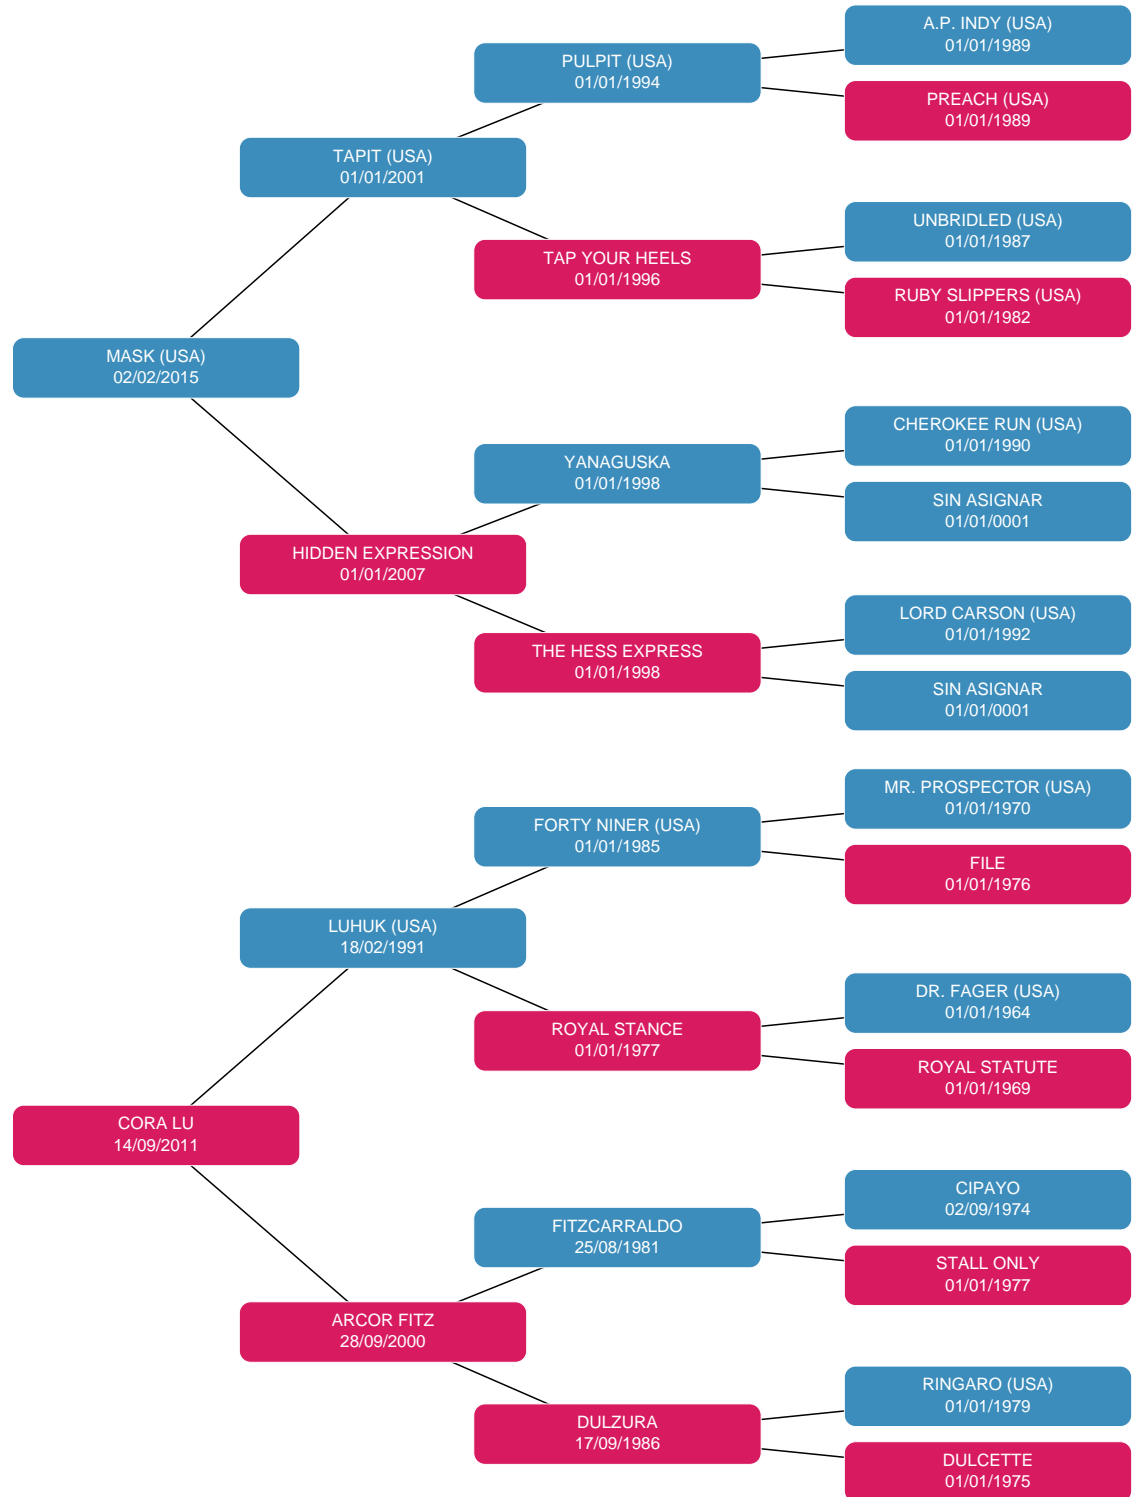 A.P. INDY (USA)
01/01/1989
PULPIT (USA)
01/01/1994
PREACH (USA)
01/01/1989
TAPIT (USA)
01/01/2001
UNBRIDLED (USA)
01/01/1987
TAP YOUR HEELS
01/01/1996
RUBY SLIPPERS (USA)
01/01/1982
MASK (USA)
02/02/2015
CHEROKEE RUN (USA)
01/01/1990
YANAGUSKA
01/01/1998
SIN ASIGNAR
01/01/0001
HIDDEN EXPRESSION
01/01/2007
LORD CARSON (USA)
01/01/1992
THE HESS EXPRESS
01/01/1998
SIN ASIGNAR
01/01/0001
MR. PROSPECTOR (USA)
01/01/1970
FORTY NINER (USA)
01/01/1985
FILE
01/01/1976
LUHUK (USA)
18/02/1991
DR. FAGER (USA)
01/01/1964
ROYAL STANCE
01/01/1977
ROYAL STATUTE
01/01/1969
CORA LU
14/09/2011
CIPAYO
02/09/1974
FITZCARRALDO
25/08/1981
STALL ONLY
01/01/1977
ARCOR FITZ
28/09/2000
RINGARO (USA)
01/01/1979
DULZURA
17/09/1986
DULCETTE
01/01/1975